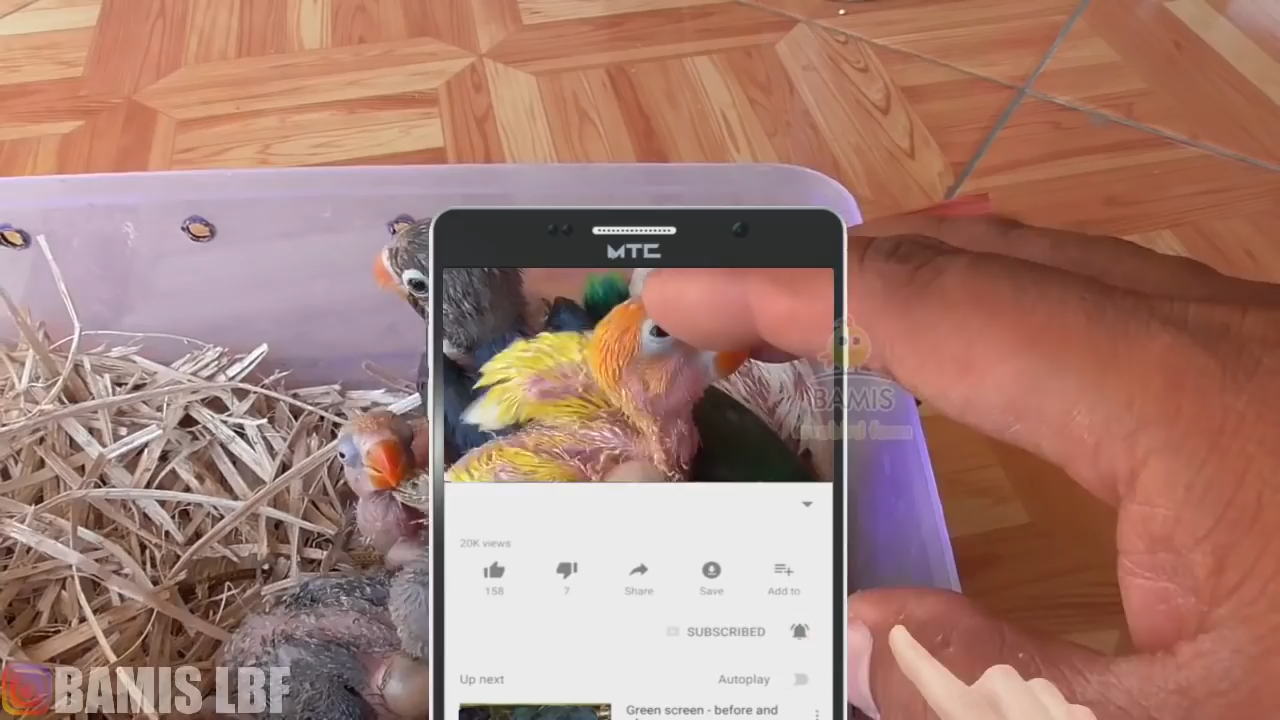 MTC
BAMIS
20K views
158
7
Share
Save
Add to
SUBSCRIBED
Up next
Autoplay
Green screen - before and
BAMIS LBF